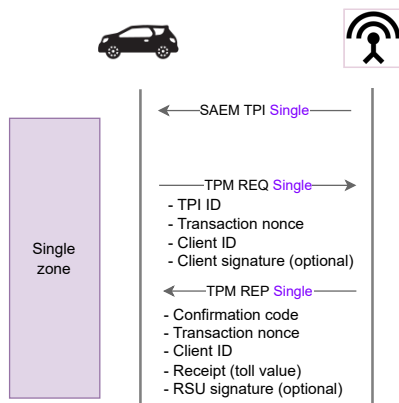 SAEM TPI Single
TPM REQ Single
- TPI ID
- Transaction nonce
- Client ID
- Client signature (optional)
Single
zone
TPM REP Single
- Confirmation code
- Transaction nonce
- Client ID
- Receipt (toll value)
- RSU signature (optional)